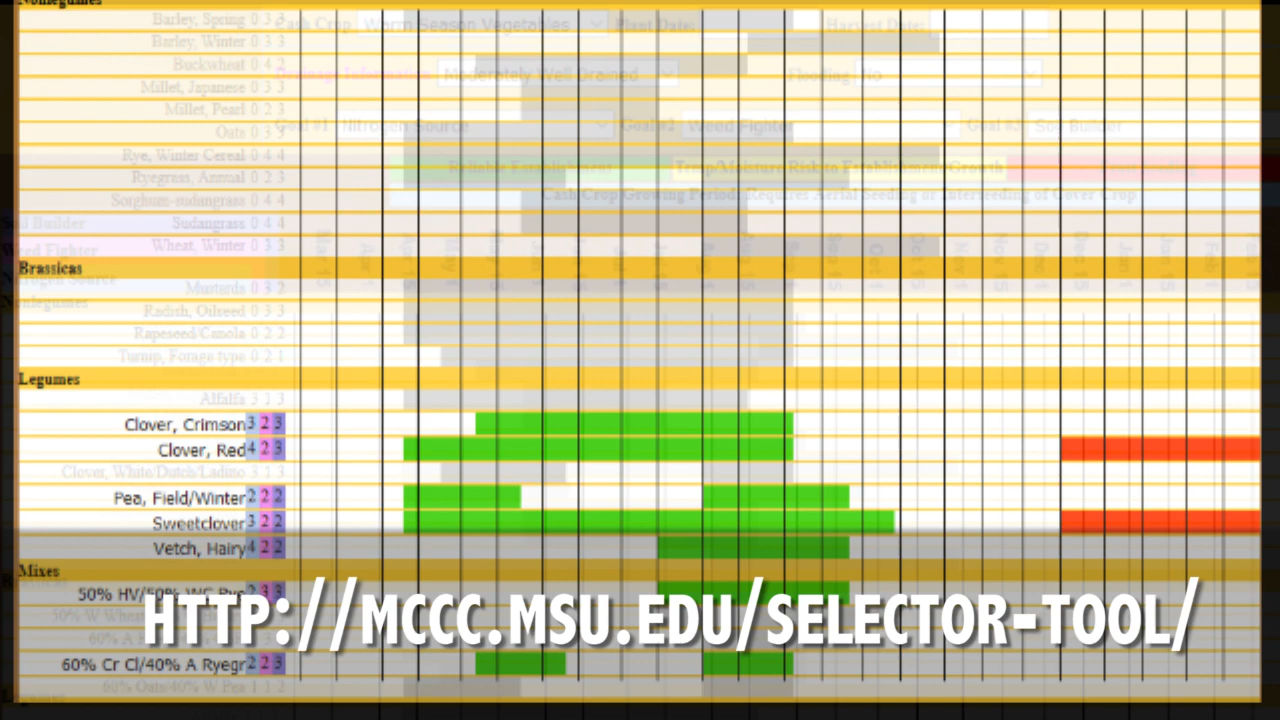 Nonlegumes
Barley, Spring 0 3 3
Cash Crop Warm Season Vegetables Plant Date: Harvest Date:
Barley, Winter 0 3 3
Buckwheat 0 4 2
Drainage Information Moderately Well Drained Flooding No
Millet, Japanese 0 3 3
Millet, Pearl 0 2 3
Oats 0 3 3
Goal #1 Nitrogen Source Goal #2 Weed Fighter Goal #3 Soil Builder
Rye, Winter Cereal 0 4 4
Reliable Establishment Temp/Moisture Risk to Establishment/Growth
Ryegrass, Annual 0 2 3
Sorghum-sudangrass 0 4 4
Cash Crop Growing Period: Requires Aerial Seeding or Interseeding of Cover Crop
Soil Builder
Sudangrass 0 4 4
Weed Fighter
Wheat, Winter 0 3 3
Brassicas
Nitrogen Source
Mustards 0 3 2
Nonlegumes
Radish, Oilseed 0 3 3
Rapeseed/Canola 0 2 2
Turnip, Forage type 0 2 1
Legumes
Alfalfa 3 1 3
Clover, Crimson 3 2 3
Clover, Red 4 2 3
Clover, White/Dutch/Ladino 3 1 3
Pea, Field/Winter 2 2 2
Sweetclover 3 2 2
Vetch, Hairy 4 2 2
Mixes
50% HV/50% WC Rye 2 3 3
HTTP://MCCC.MSU.EDU/SELECTOR-TOOL/
60% Cr Cl/40% A Ryegr 2 2 3
60% Oats/40% W Pea 1 1 2